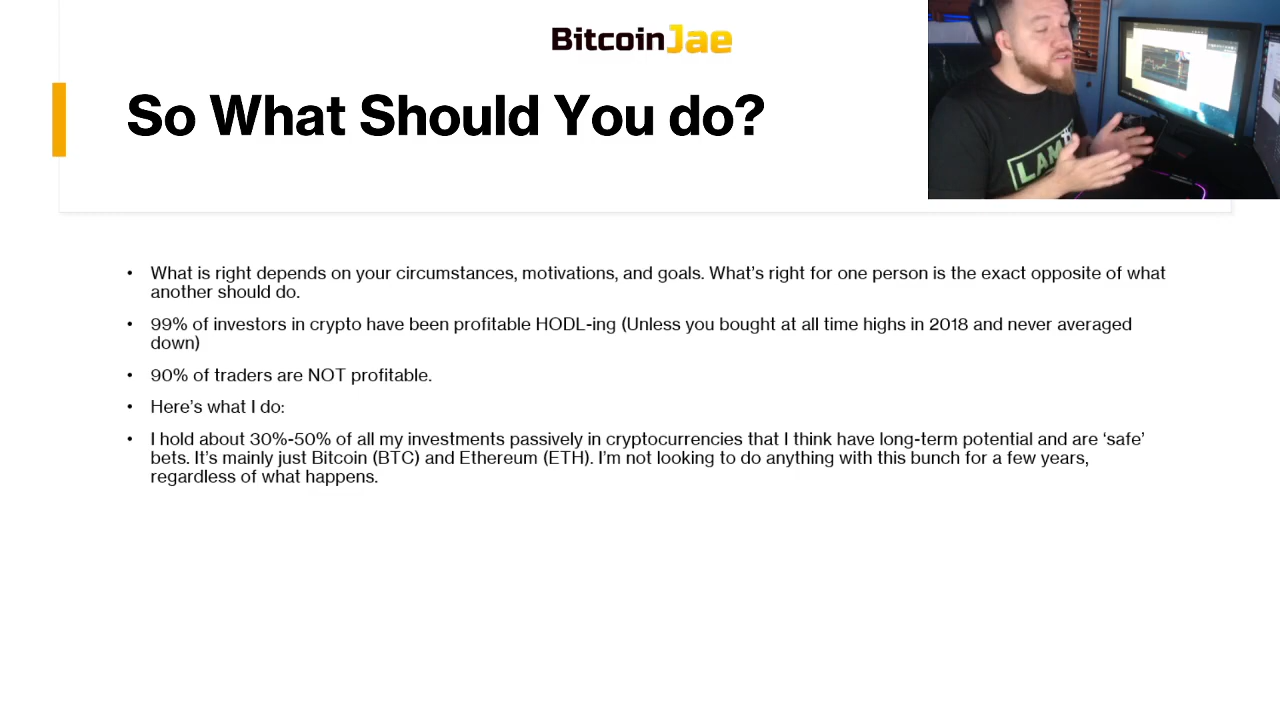 BitcoinJae
So What Should You do?
LAMB
• What is right depends on your circumstances, motivations, and goals. What’s right for one person is the exact opposite of what
another should do.
• 99% of investors in crypto have been profitable HODL-ing (Unless you bought at all time highs in 2018 and never averaged
down)
• 90% of traders are NOT profitable.
• Here’s what I do:
• I hold about 30%-50% of all my investments passively in cryptocurrencies that I think have long-term potential and are ‘safe’
bets. It’s mainly just Bitcoin (BTC) and Ethereum (ETH). I’m not looking to do anything with this bunch for a few years,
regardless of what happens.